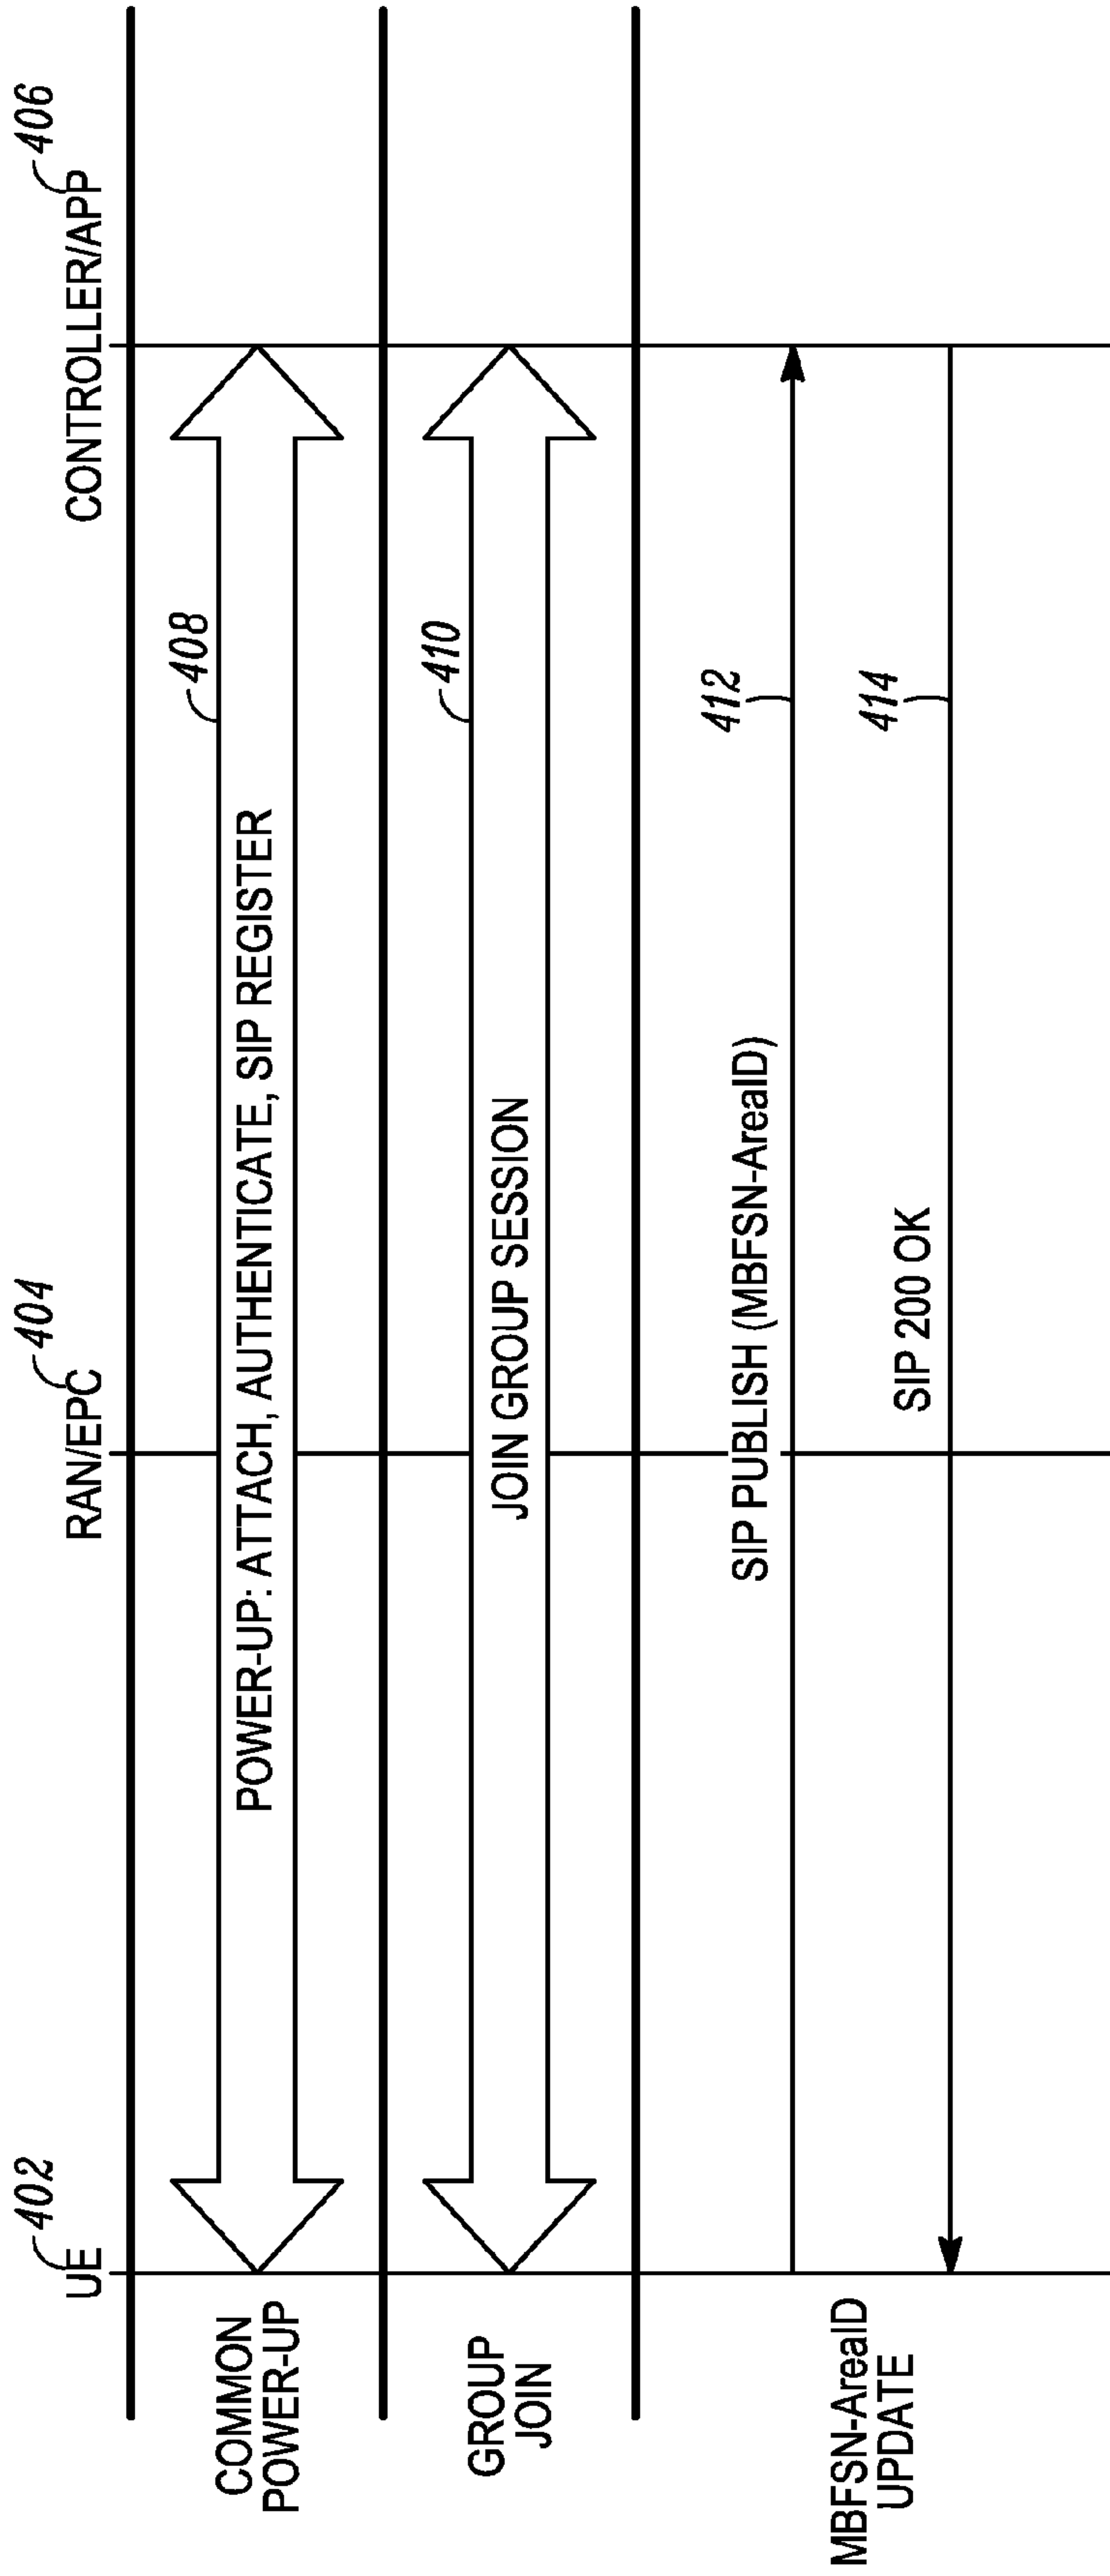 402
UE
404
RAN/EPC
406
CONTROLLER/APP
COMMON
POWER-UP
408
POWER-UP: ATTACH, AUTHENTICATE, SIP REGISTER
GROUP
JOIN
410
JOIN GROUP SESSION
MBFSN-AreaID
UPDATE
SIP PUBLISH (MBFSN-AreaID)
412
SIP 200 OK
414